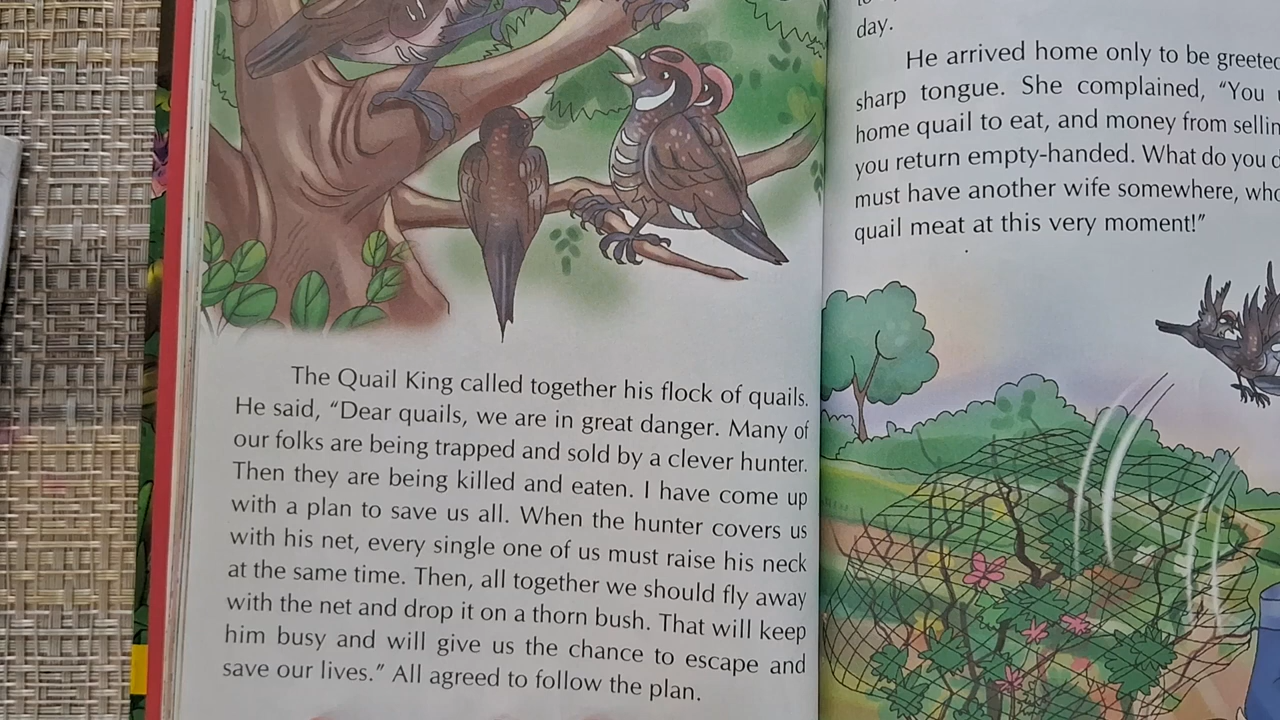 The Quail King called together his flock of quails.
He said, "Dear quails, we are in great danger. Many of
our folks are being trapped and sold by a clever hunter.
Then they are being killed and eaten. I have come up
with a plan to save us all. When the hunter covers us
with his net, every single one of us must raise his neck
at the same time. Then, all together we should fly away
with the net and drop it on a thorn bush. That will keep
him busy and will give us the chance to escape and
save our lives." All agreed to follow the plan.
day.
He arrived home only to be greeted
sharp tongue. She complained, "You
home quail to eat, and money from
you return empty-handed. What do you
must have another wife somewhere,
quail meat at this very moment!"